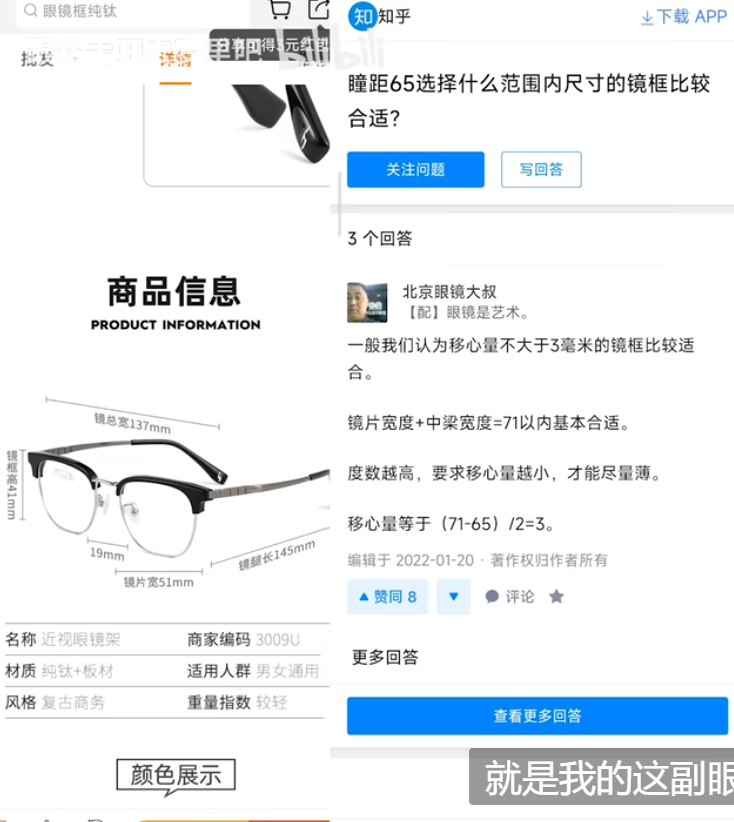 眼镜框纯钛
分享可得3元红包
bilibili
批发
详情
商品信息
PRODUCT INFORMATION
镜总宽137mm
镜框高41mm
19mm
镜腿长145mm
镜片宽51mm
名称 近视眼镜架
商家编码 3009U
材质 纯钛+板材
适用人群 男女通用
风格 复古商务
重量指数 较轻
颜色展示
知 知乎
下载 APP
瞳距65选择什么范围内尺寸的镜框比较
合适?
关注问题
写回答
3 个回答
北京眼镜大叔
【配】眼镜是艺术。
一般我们认为移心量不大于3毫米的镜框比较适
合。
镜片宽度+中梁宽度=71以内基本合适。
度数越高，要求移心量越小，才能尽量薄。
移心量等于（71-65）/2=3。
编辑于 2022-01-20 · 著作权归作者所有
赞同 8
评论
更多回答
查看更多回答
就是我的这副眼